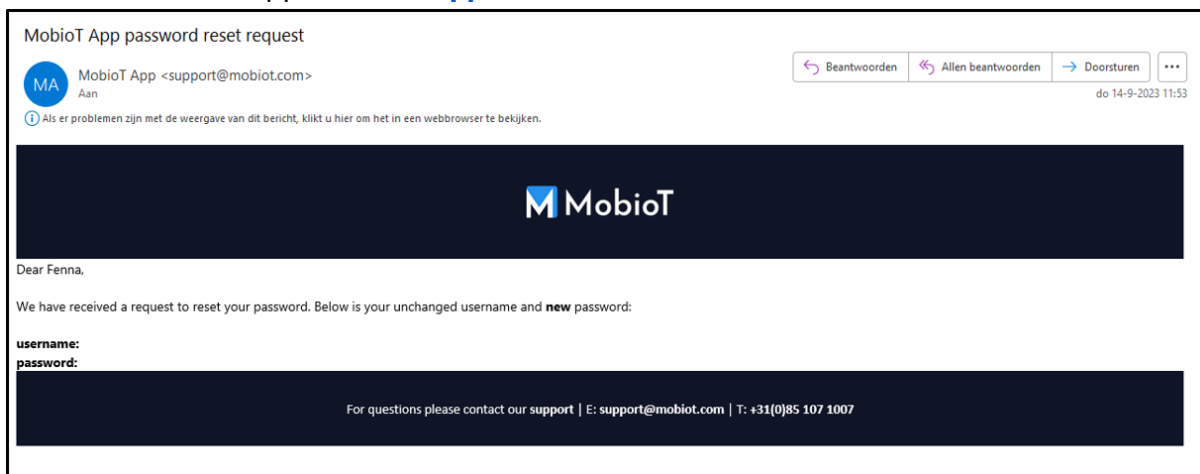 MobioT App password reset request
MA
MobioT App <support@mobiot.com>
Aan
Beantwoorden
Allen beantwoorden
Doorsturen
do 14-9-2023 11:53
Als er problemen zijn met de weergave van dit bericht, klikt u hier om het in een webbrowser te bekijken.
MobioT
Dear Fenna,
We have received a request to reset your password. Below is your unchanged username and new password:
username:
password:
For questions please contact our support | E: support@mobiot.com | T: +31(0)85 107 1007